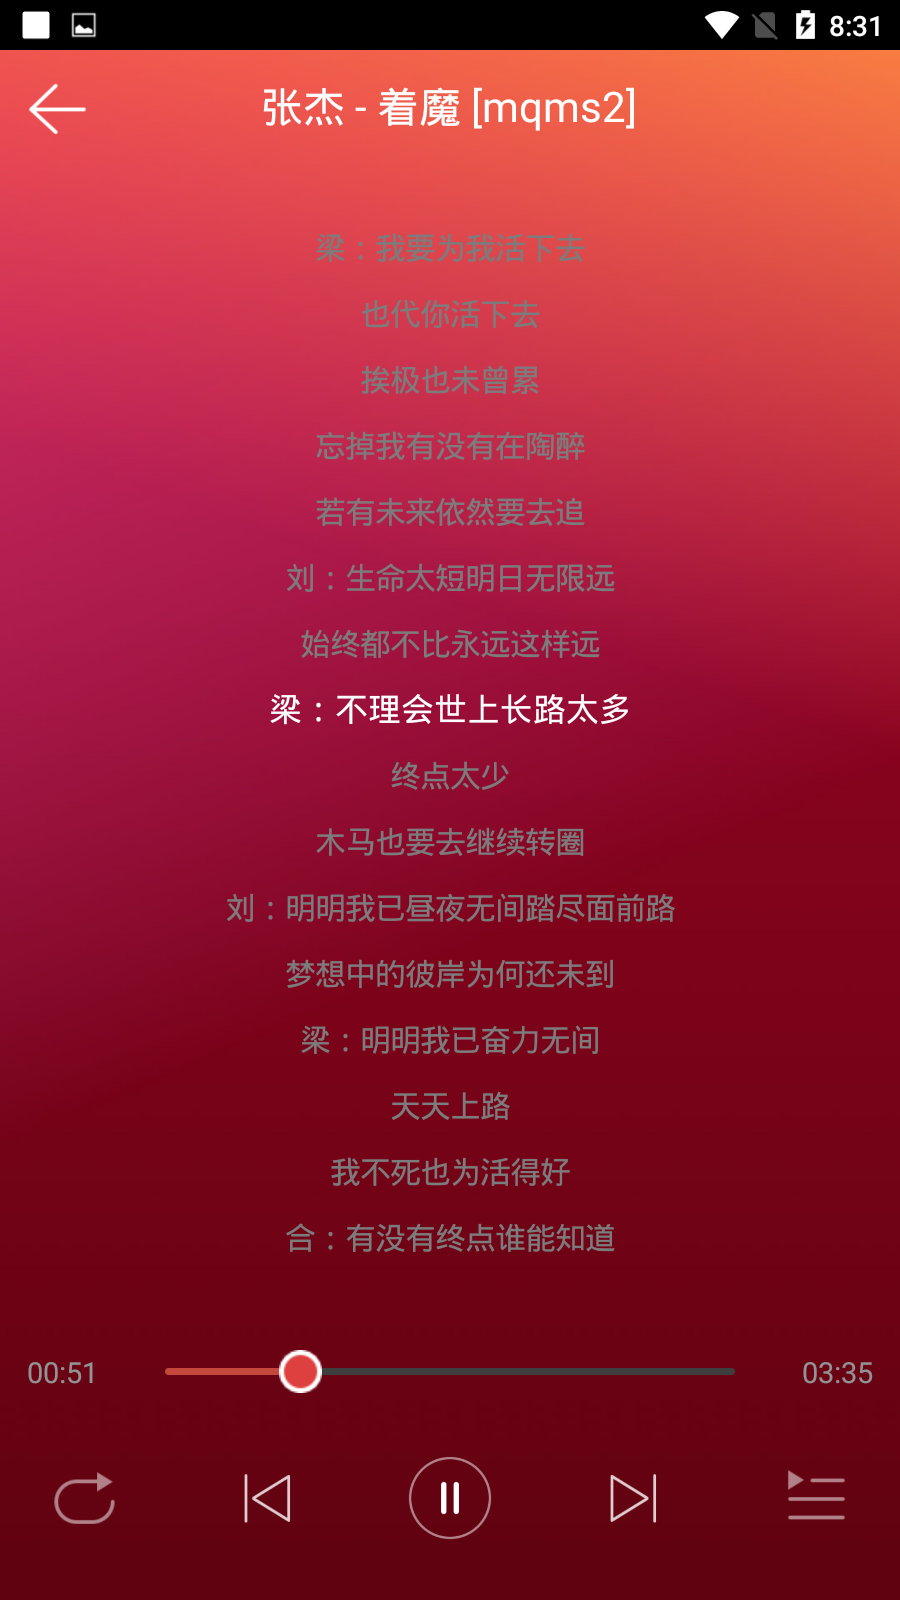 8:31
张杰 - 着魔 [mqms2]
梁：我要为我活下去
也代你活下去
挨极也未曾累
忘掉我有没有在陶醉
若有未来依然要去追
刘：生命太短明日无限远
始终都不比永远这样远
梁：不理会世上长路太多
终点太少
木马也要去继续转圈
刘：明明我已昼夜无间踏尽面前路
梦想中的彼岸为何还未到
梁：明明我已奋力无间
天天上路
我不死也为活得好
合：有没有终点谁能知道
00:51
03:35